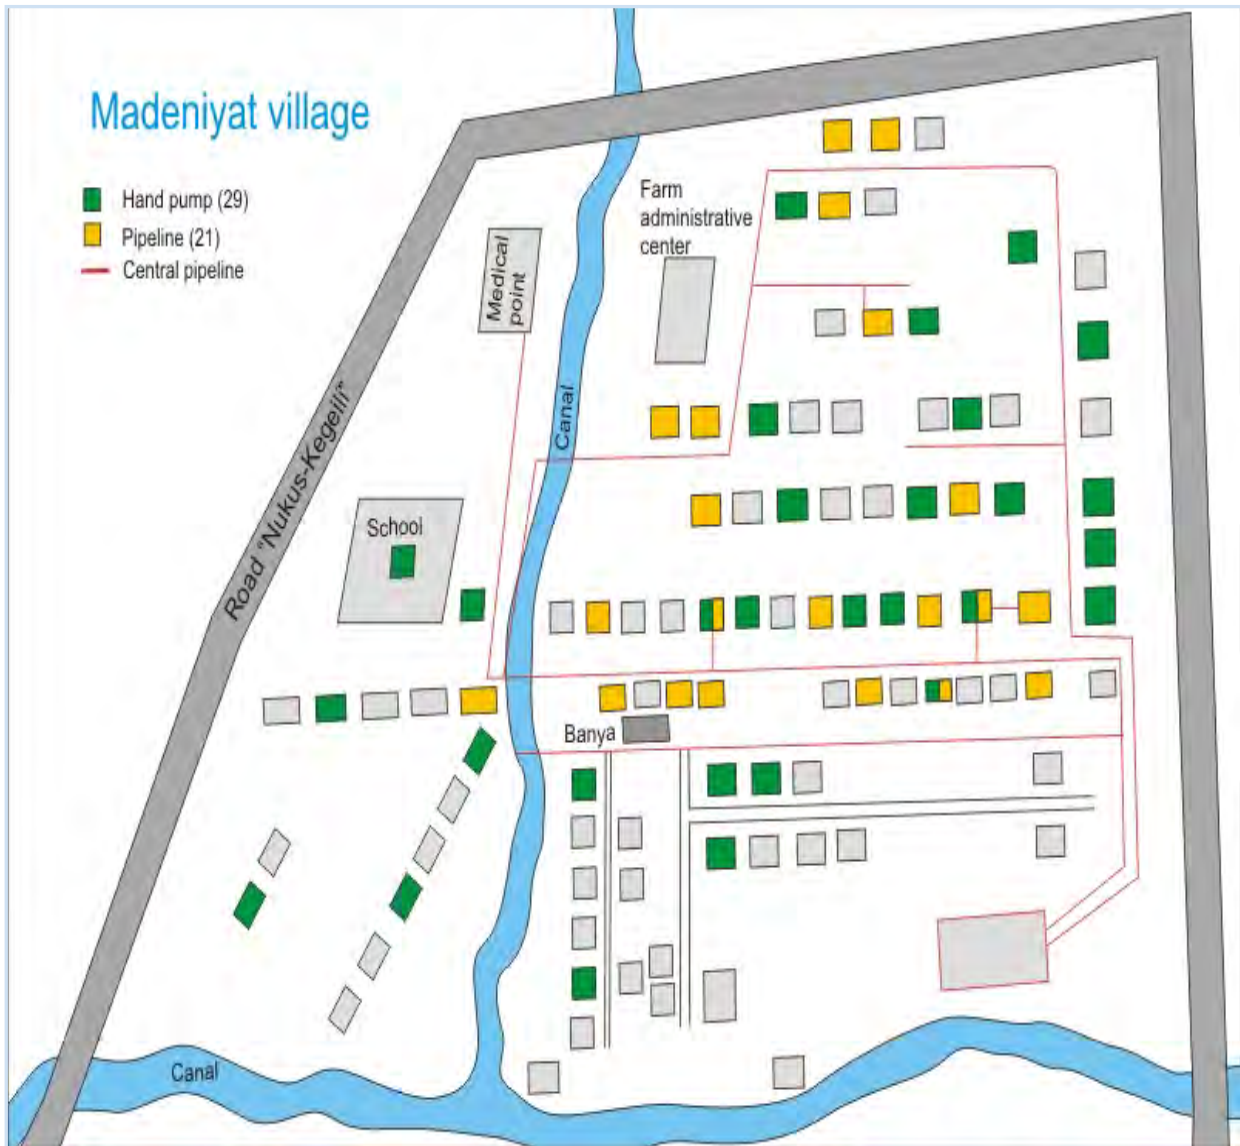 Madeniyat village
Hand pump (29)
Pipeline (21)
Central pipeline
Farm
administrative
center
Medical
point
Canal
Road "Nukus-Kegeili"
School
Banya
Canal